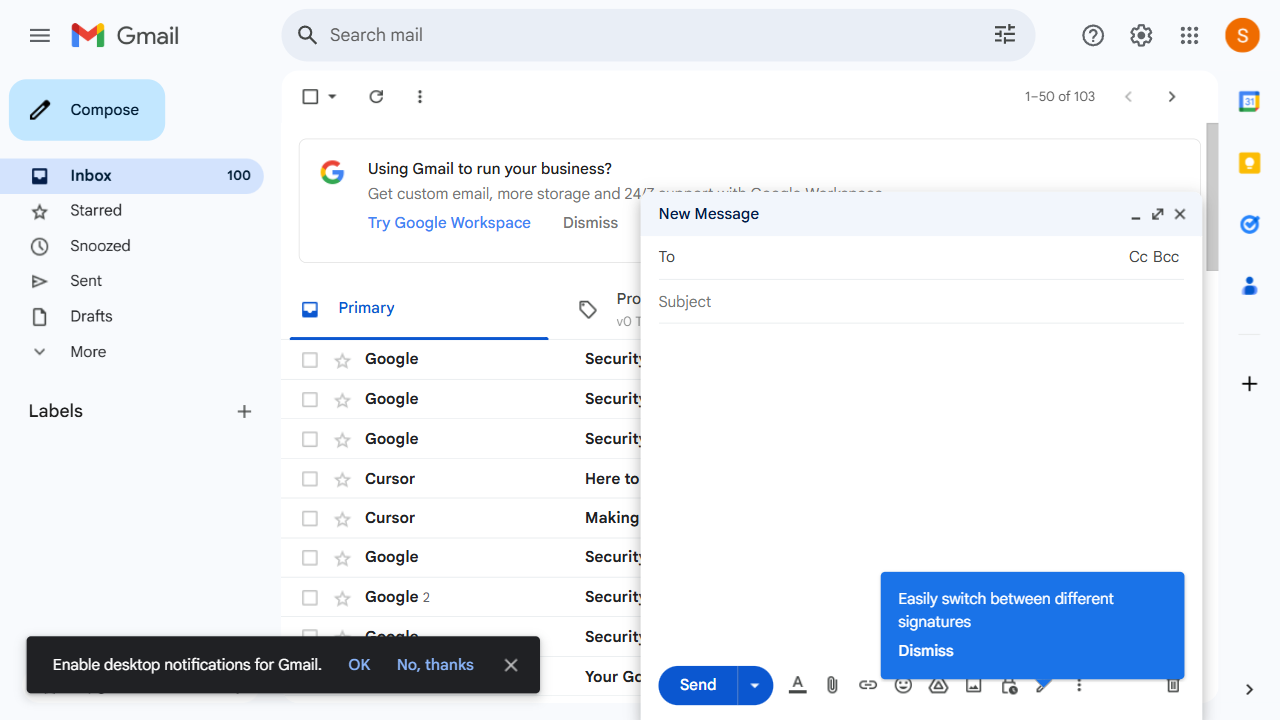 Gmail
Search mail
S
Compose
1–50 of 103
31
Inbox 100
Starred
Snoozed
Sent
Drafts
More
Labels
Using Gmail to run your business?
Get custom email, more storage and 24/7 support with Google Workspace
Try Google Workspace Dismiss
Primary
Pro
v0 T
Google Security
Google Security
Google Security
Cursor Here to
Cursor Making
Google Security
Google 2 Security
Google Security
Your Go
New Message
To Cc Bcc
Subject
Easily switch between different
signatures
Dismiss
Send
Enable desktop notifications for Gmail. OK No, thanks